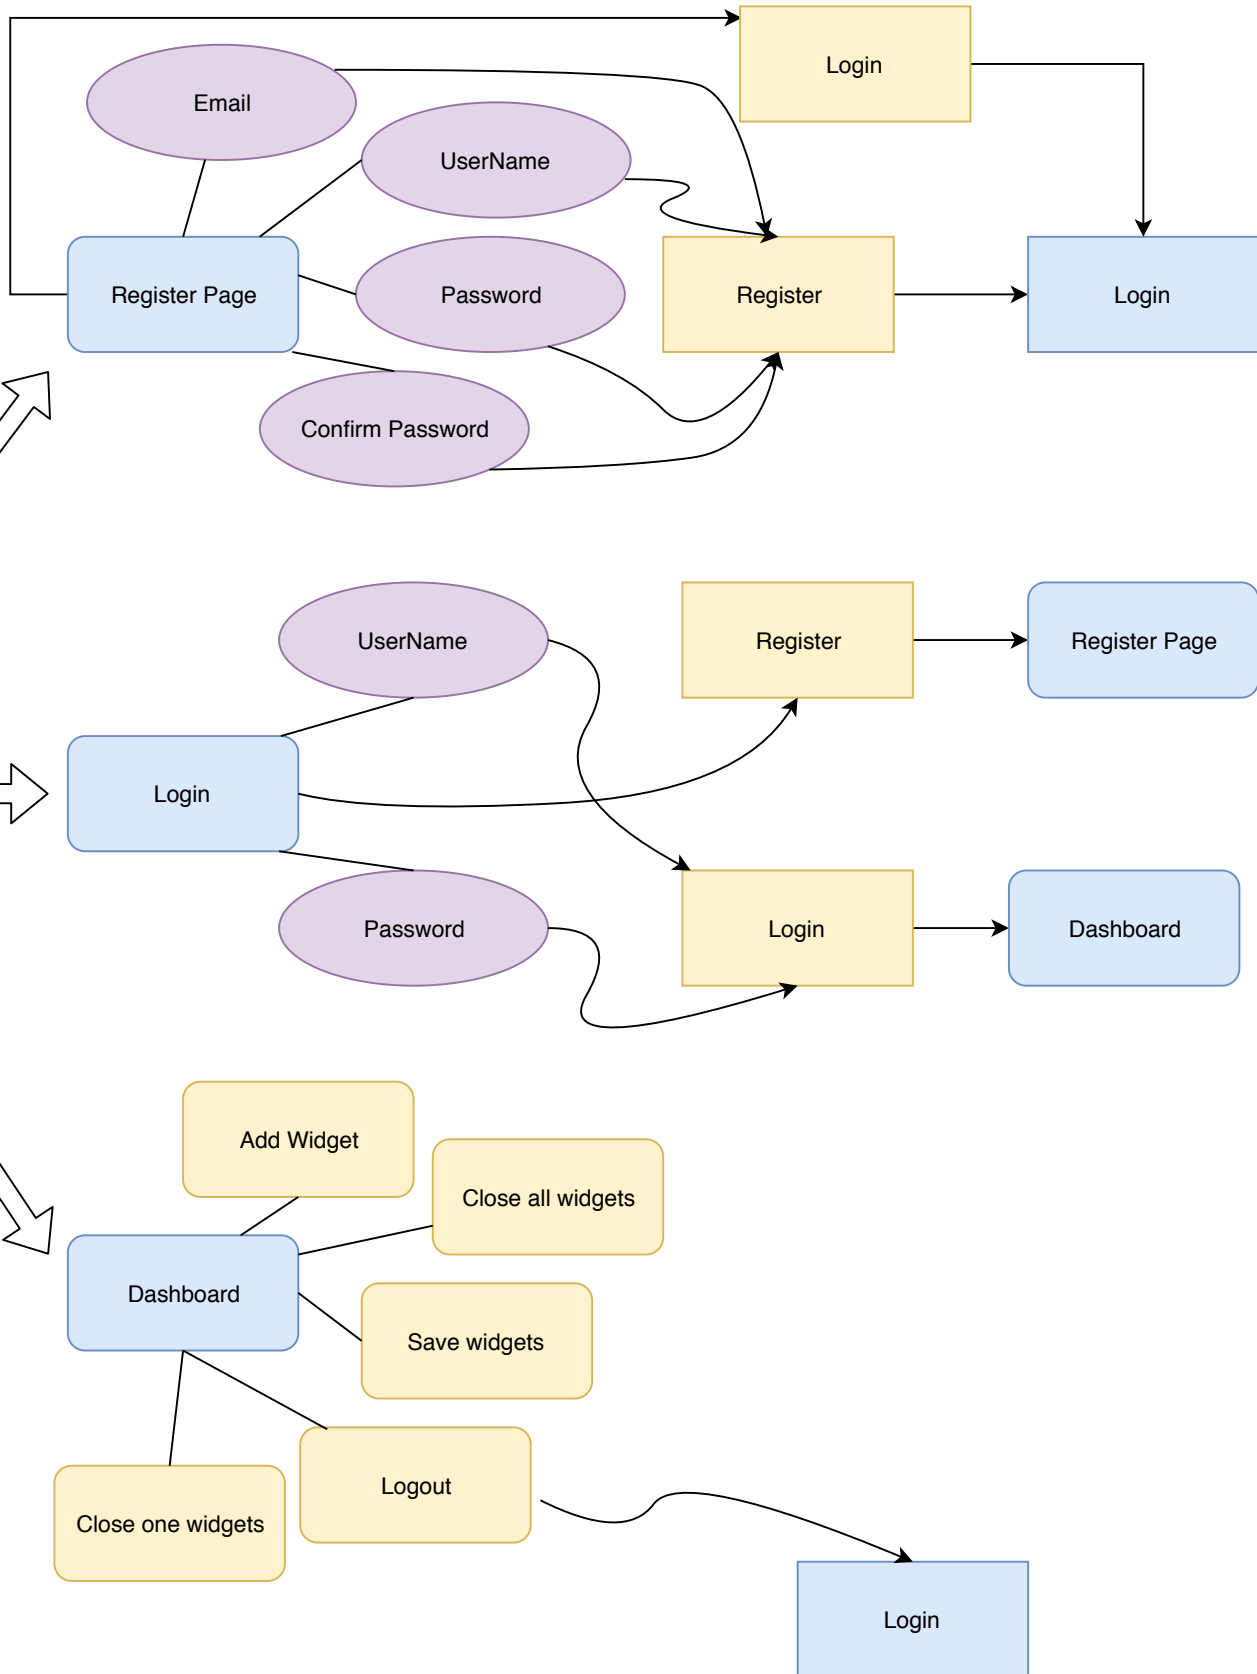 Login
Email
UserName
Register Page
Password
Register
Login
Confirm Password
UserName
Register
Register Page
Login
Password
Login
Dashboard
Add Widget
Close all widgets
Dashboard
Save widgets
Logout
Close one widgets
Login